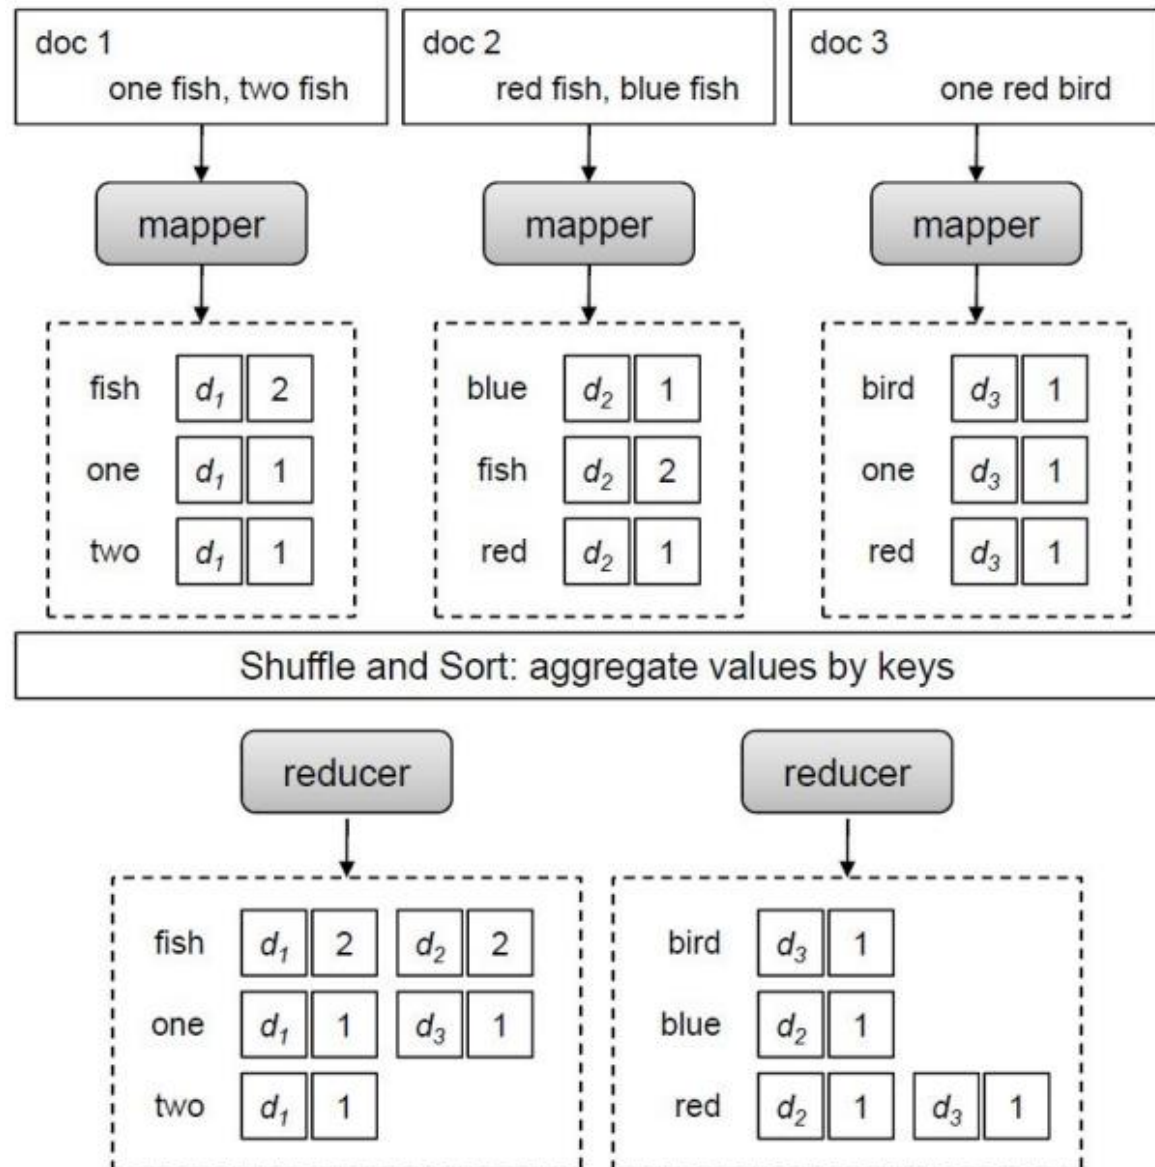 doc 1
one fish, two fish
doc 2
red fish, blue fish
doc 3
one red bird
mapper
mapper
mapper
fish d1 2
one d1 1
two d1 1
blue d2 1
fish d2 2
red d2 1
bird d3 1
one d3 1
red d3 1
Shuffle and Sort: aggregate values by keys
reducer
reducer
fish d1 2 d2 2
one d1 1 d3 1
two d1 1
bird d3 1
blue d2 1
red d2 1 d3 1